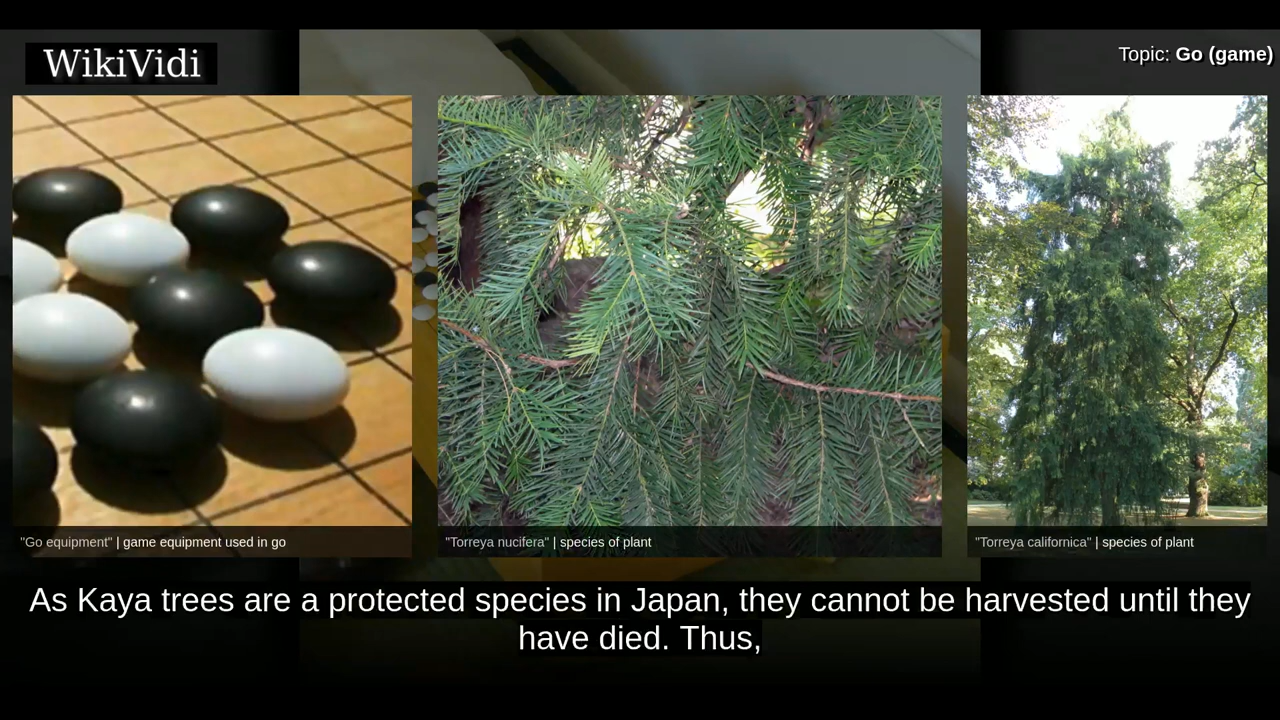 WikiVidi
Topic: Go (game)
"Go equipment" | game equipment used in go
"Torreya nucifera" | species of plant
"Torreya californica" | species of plant
As Kaya trees are a protected species in Japan, they cannot be harvested until they
have died. Thus,